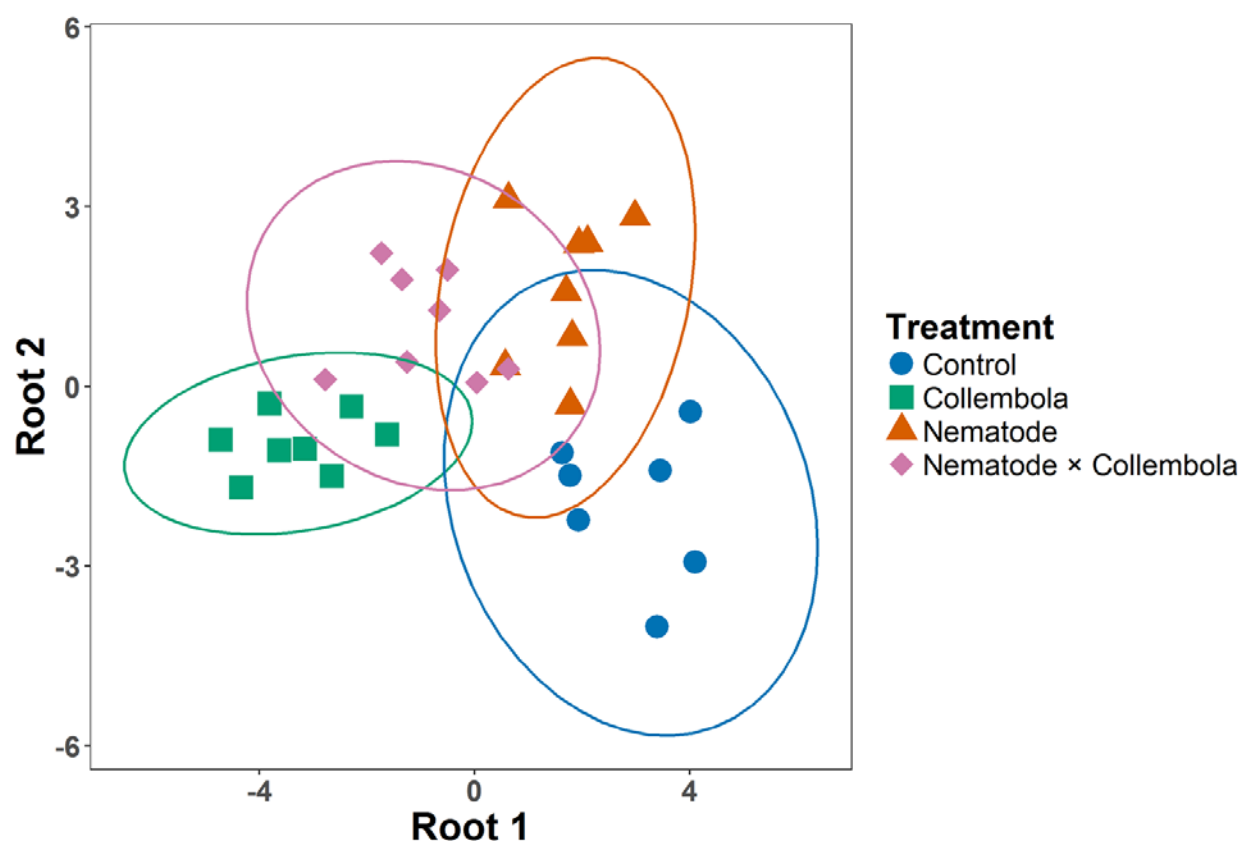 6
3
0
-3
-6
Root 2
-4
0
4
Root 1
Treatment
Control
Collembola
Nematode
Nematode × Collembola